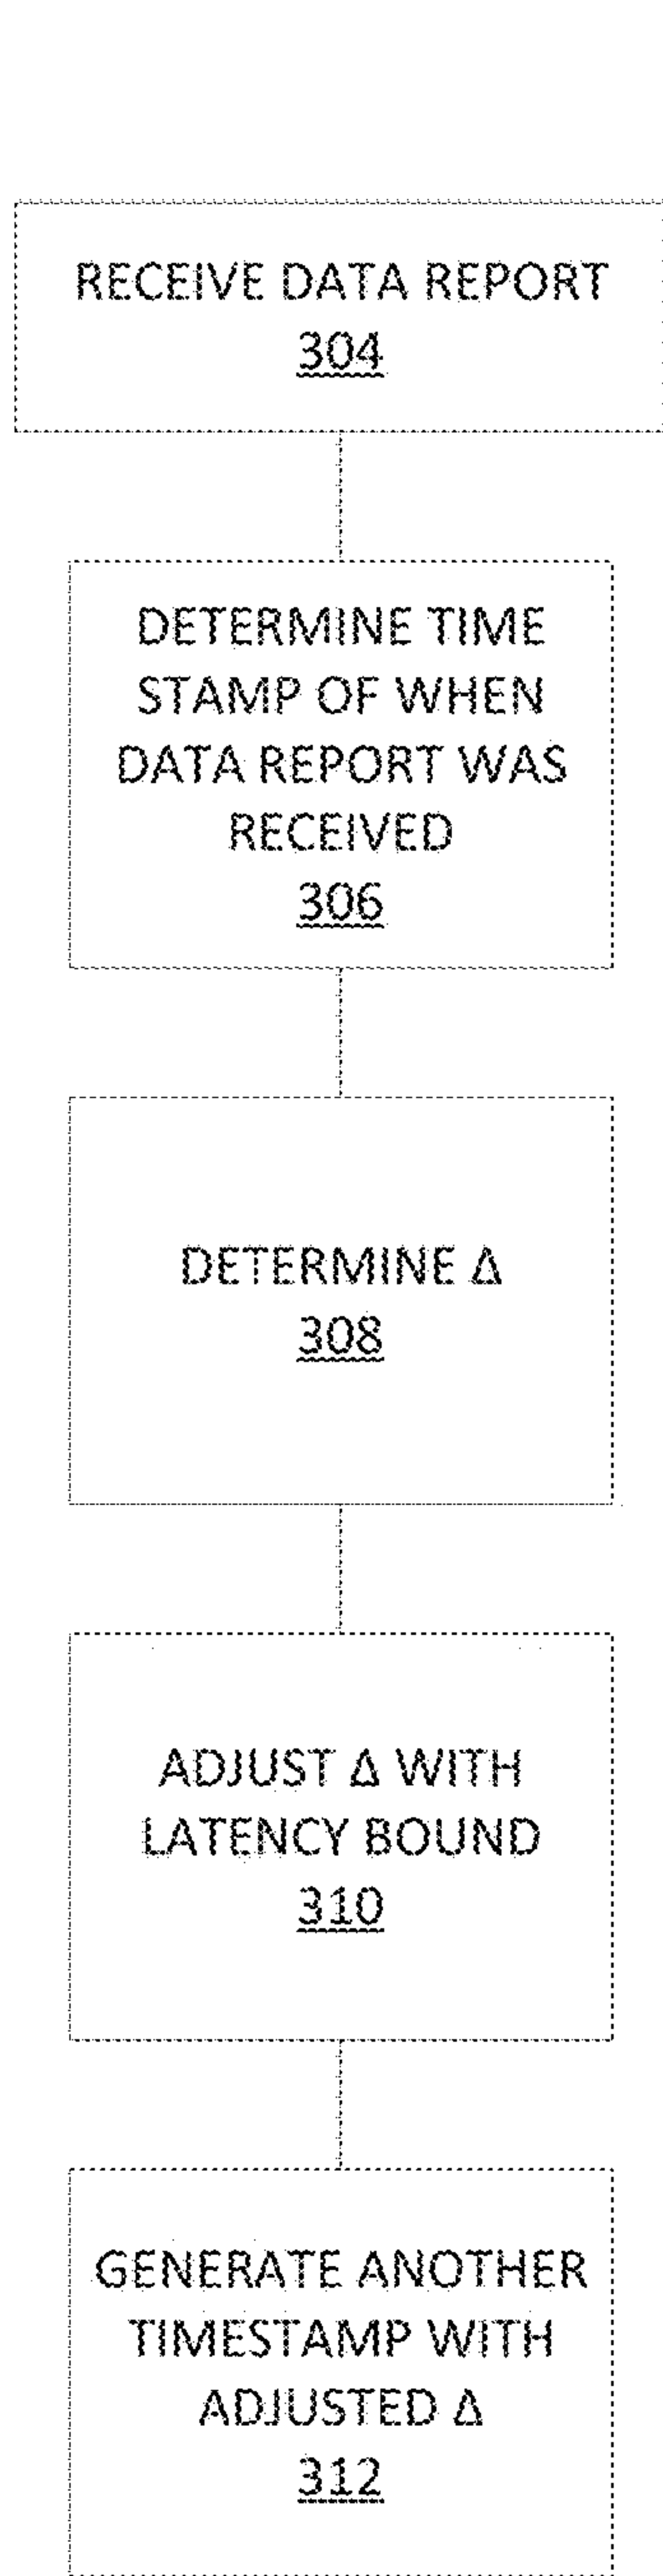 RECEIVE DATA REPORT
304
DETERMINE TIME
STAMP OF WHEN
DATA REPORT WAS
RECEIVED
306
DETERMINE Δ
308
ADJUST Δ WITH
LATENCY BOUND
310
GENERATE ANOTHER
TIMESTAMP WITH
ADJUSTED Δ
312